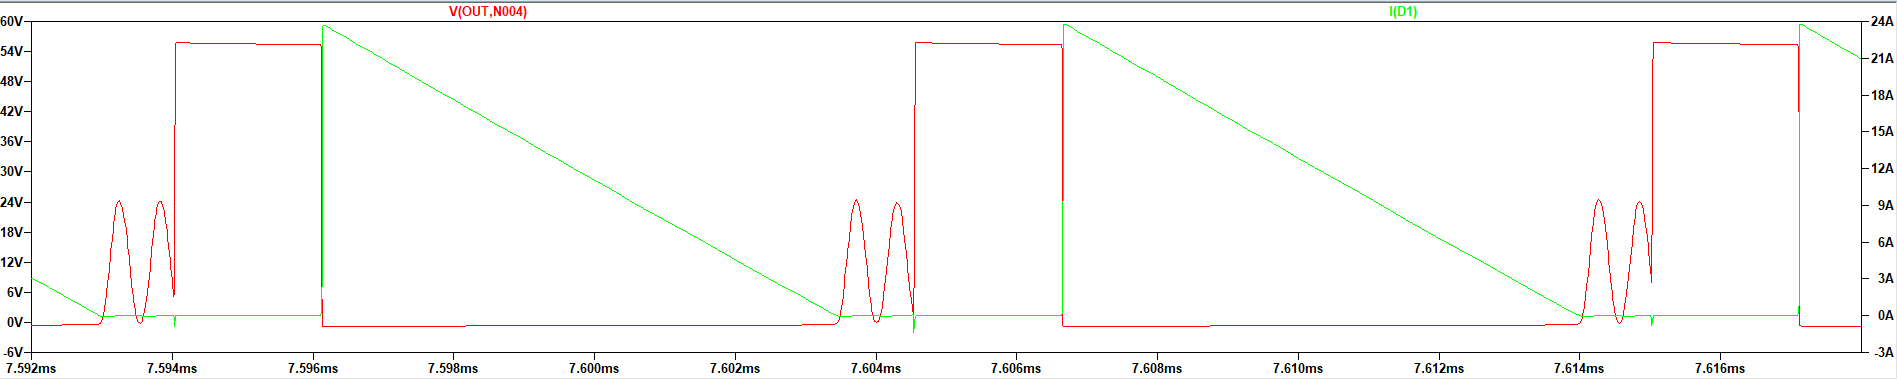 V(OUT,N004) I(D1)
60V 24A
54V 21A
48V 18A
42V 15A
36V 12A
30V 9A
24V 6A
18V 3A
12V 0A
6V -3A
0V
-6V
7.592ms 7.594ms 7.596ms 7.598ms 7.600ms 7.602ms 7.604ms 7.606ms 7.608ms 7.610ms 7.612ms 7.614ms 7.616ms